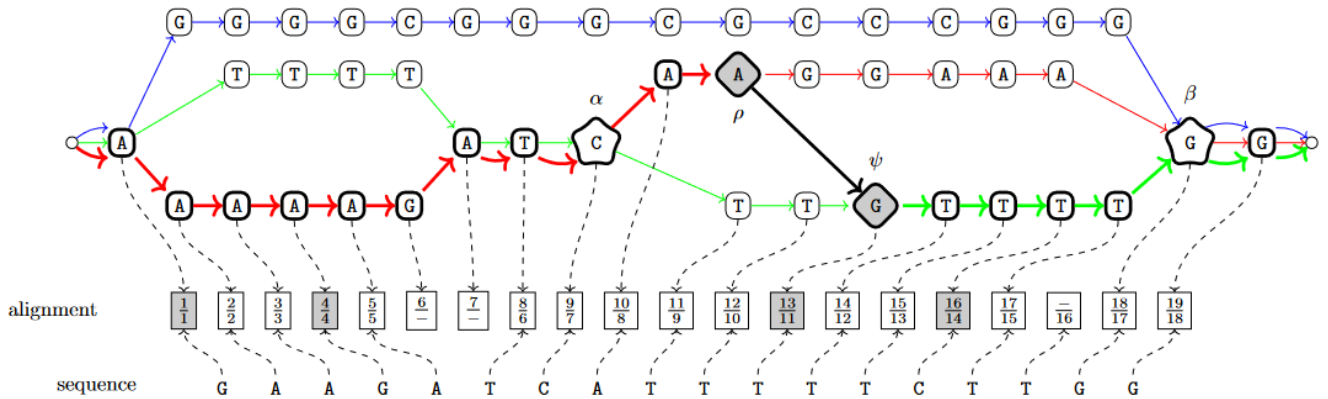 G G G G C G G G C G C C C G G G
T T T T A A G G A A A
α β
ρ
A A T C G G
ψ
A A A A G T T G T T T T
alignment 1/1 2/2 3/3 4/4 5/5 6/− 7/− 8/6 9/7 10/8 11/9 12/10 13/11 14/12 15/13 16/14 17/15 −/16 18/17 19/18
sequence G A A G A T C A T T T T T C T T G G